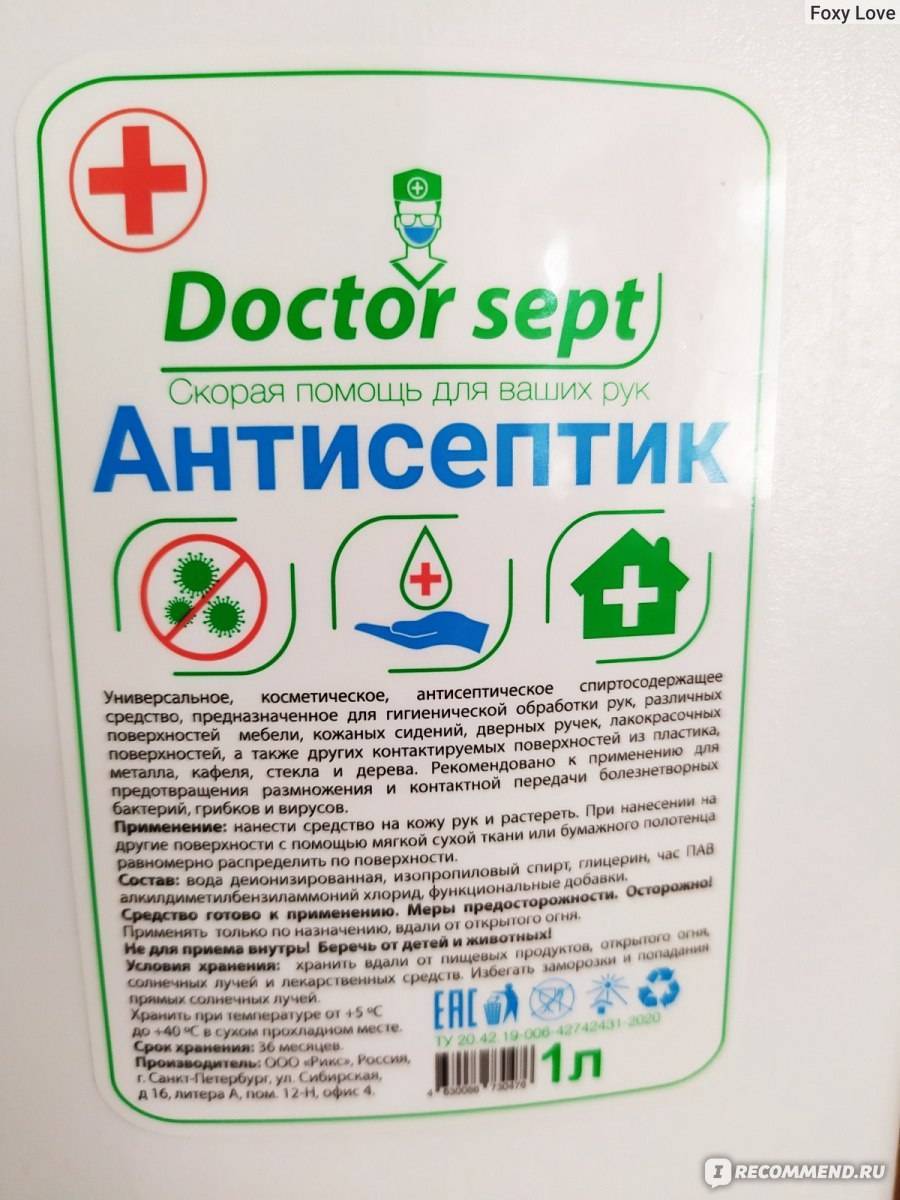 Foxy Love
Doctor sept
Скорая помощь для ваших рук
Антисептик
Универсальное, косметическое, антисептическое спиртосодержащее
средство, предназначенное для гигиенической обработки рук, различных
поверхностей мебели, кожаных сидений, дверных ручек, лакокрасочных
поверхностей, а также других контактируемых поверхностей из пластика,
металла, кафеля, стекла и дерева. Рекомендовано к применению для
предотвращения размножения и контактной передачи болезнетворных
бактерий, грибков и вирусов.
Применение: нанести средство на кожу рук и растереть. При нанесении на
другие поверхности с помощью мягкой сухой ткани или бумажного полотенца
равномерно распределить по поверхности.
Состав: вода деионизированная, изопропиловый спирт, глицерин, час ПАВ
алкилдиметилбензиламмоний хлорид, функциональные добавки.
Средство готово к применению. Меры предосторожности. Осторожно!
Применять только по назначению, вдали от открытого огня.
Не для приема внутрь! Беречь от детей и животных!
Условия хранения: хранить вдали от пищевых продуктов, открытого огня,
солнечных лучей и лекарственных средств. Избегать заморозки и попадания
прямых солнечных лучей.
Хранить при температуре от +5 ºС
до +40 ºС в сухом прохладном месте.
Срок хранения: 36 месяцев.
Производитель: ООО «Рикс», Россия,
г. Санкт-Петербург, ул. Сибирская,
д 16, литера А, пом. 12-Н, офис 4.
ЕАС
ТУ 20.42.19-006-42742431-2020
1л
4 630086 730476
IRECOMMEND.RU